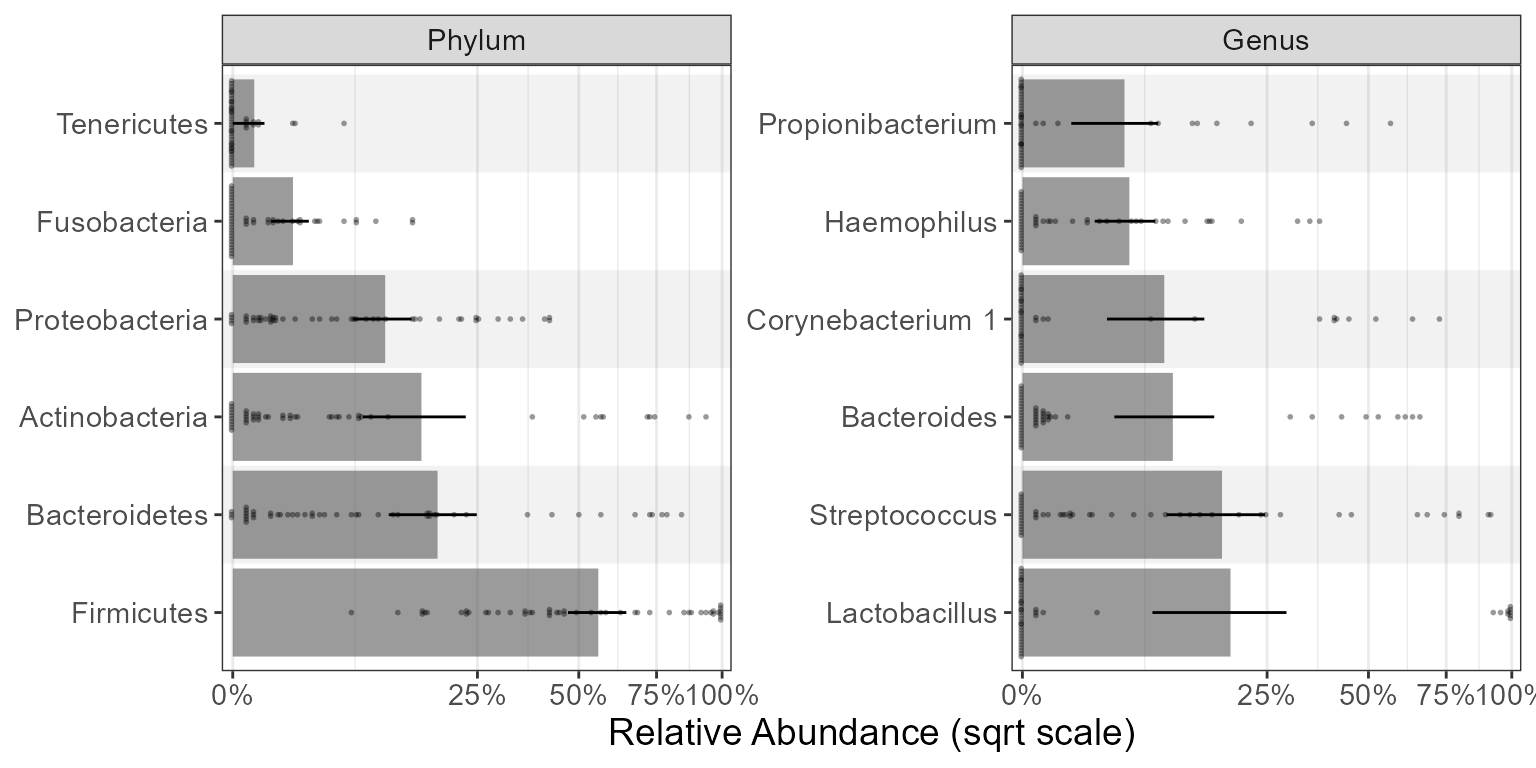 Phylum
Tenericutes
Fusobacteria
Proteobacteria
Actinobacteria
Bacteroidetes
Firmicutes
0% 25% 50% 75% 100%
Genus
Propionibacterium
Haemophilus
Corynebacterium 1
Bacteroides
Streptococcus
Lactobacillus
0% 25% 50% 75% 100%
Relative Abundance (sqrt scale)